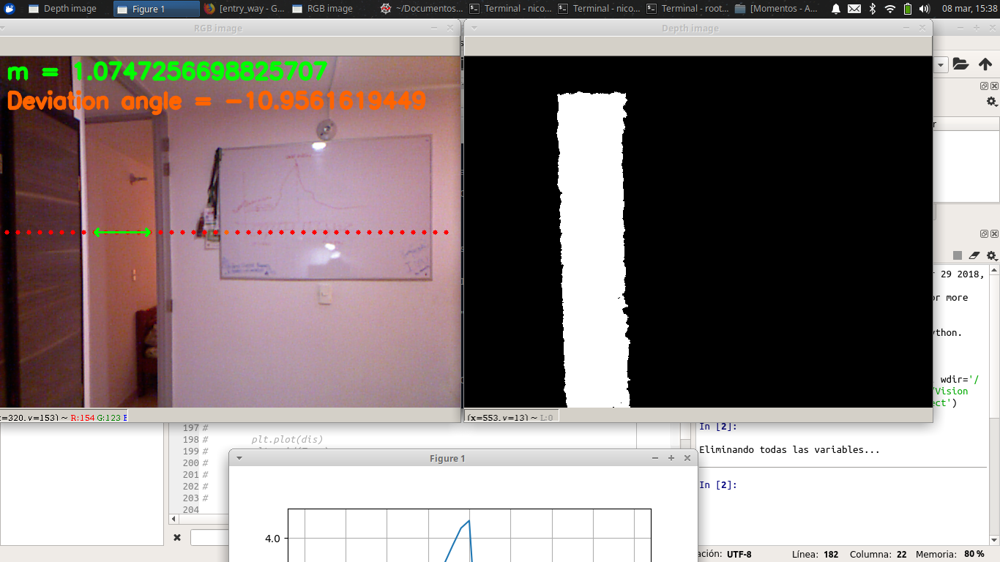 Depth image
Figure 1
[entry_way - G...
RGB image
~/Documentos...
Terminal - nico...
Terminal - nico...
Terminal - root...
[Momentos - A...
08 mar, 15:38
RGB image
Depth image
m = 1.0747256698825707
Deviation angle = -10.9561619449
(x=553, y=13) ~ L:0
x=320, y=153) ~ R:154 G:123
197 #
198 # plt.plot(dis)
199 #
200 #
201 #
202 #
203 #
204
Figure 1
4.0
r 29 2018,
or more
ython.
, wdir='/
/Vision
ect')
In [2]:
Eliminando todas las variables...
In [2]:
ación: UTF-8 Línea: 182 Columna: 22 Memoria: 80 %